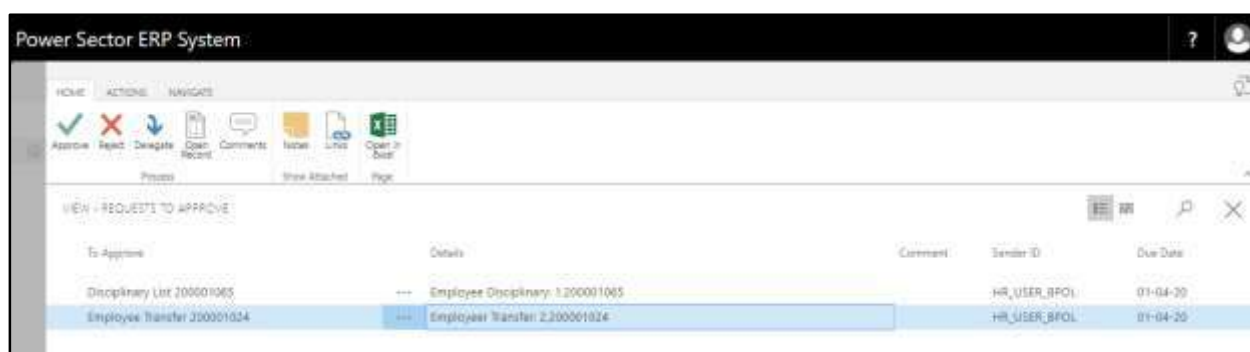 Power Sector ERP System ?
HOME ACTIONS NAVIGATE
Approve Reject Delegate Open Record Comments Notes Links Open in Excel
Process Show Attached Page
VIEW - REQUESTS TO APPROVE
To Approve Details Comment Sender ID Due Date
Disciplinary List 200001065 ... Employee Disciplinary: 1.200001065 HR_USER_BPOL 01-04-20
Employee Transfer 200001024 ... Employeer Transfer: 2,200001024 HR_USER_BPOL 01-04-20